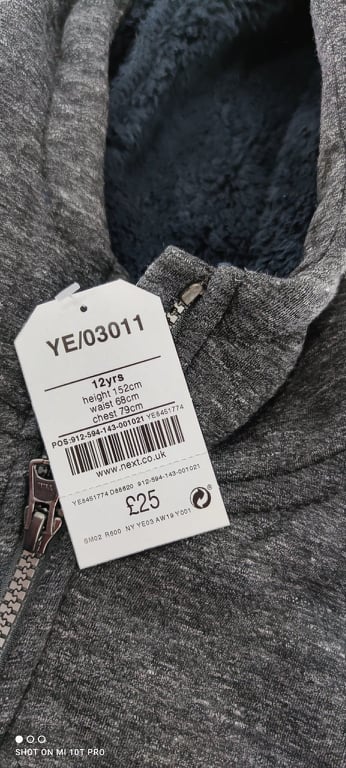 YE/03011
12yrs
height 152cm
waist 68cm
chest 79cm
POS:912-594-143-001021 YE8451774
www.next.co.uk
YE8451774 D88620 912-594-143-001021
£25
SM02 R600 NY YE03 AW19 Y001
SHOT ON MI 10T PRO